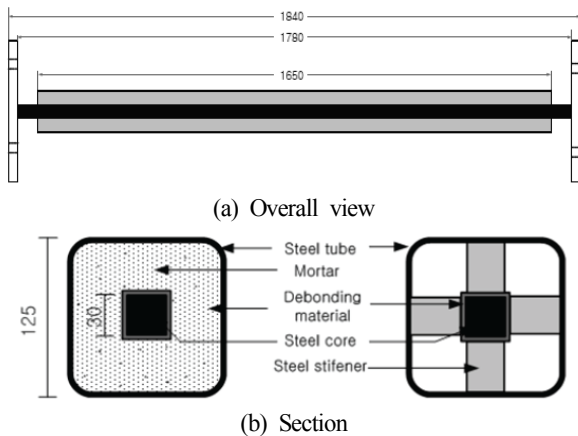 1840
1780
1650
(a) Overall view
125
30
Steel tube
Mortar
Debonding
material
Steel core
Steel stifener
(b) Section